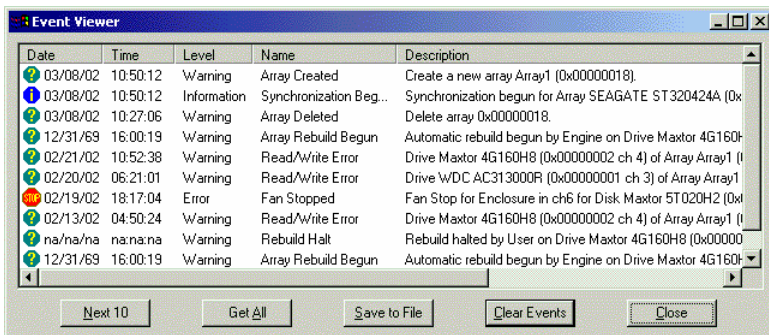 Event Viewer
Date Time Level Name Description
03/08/02 10:50:12 Warning Array Created Create a new array Array1 (0x00000018).
03/08/02 10:50:12 Information Synchronization Beg... Synchronization begun for Array SEAGATE ST320424A (0x
03/08/02 10:27:06 Warning Array Deleted Delete array 0x00000018.
12/31/69 16:00:19 Warning Array Rebuild Begun Automatic rebuild begun by Engine on Drive Maxtor 4G160H
02/21/02 10:52:38 Warning Read/Write Error Drive Maxtor 4G160H8 (0x00000002 ch 4) of Array Array1 (
02/20/02 06:21:01 Warning Read/Write Error Drive WDC AC313000R (0x00000001 ch 3) of Array Array1
STOP 02/19/02 18:17:04 Error Fan Stopped Fan Stop for Enclosure in ch6 for Disk Maxtor 5T020H2 (0x
02/13/02 04:50:24 Warning Read/Write Error Drive Maxtor 4G160H8 (0x00000002 ch 4) of Array Array1 (
na/na/na na:na:na Warning Rebuild Halt Rebuild halted by User on Drive Maxtor 4G160H8 (0x00000
12/31/69 16:00:19 Warning Array Rebuild Begun Automatic rebuild begun by Engine on Drive Maxtor 4G160H
Next 10 Get All Save to File Clear Events Close